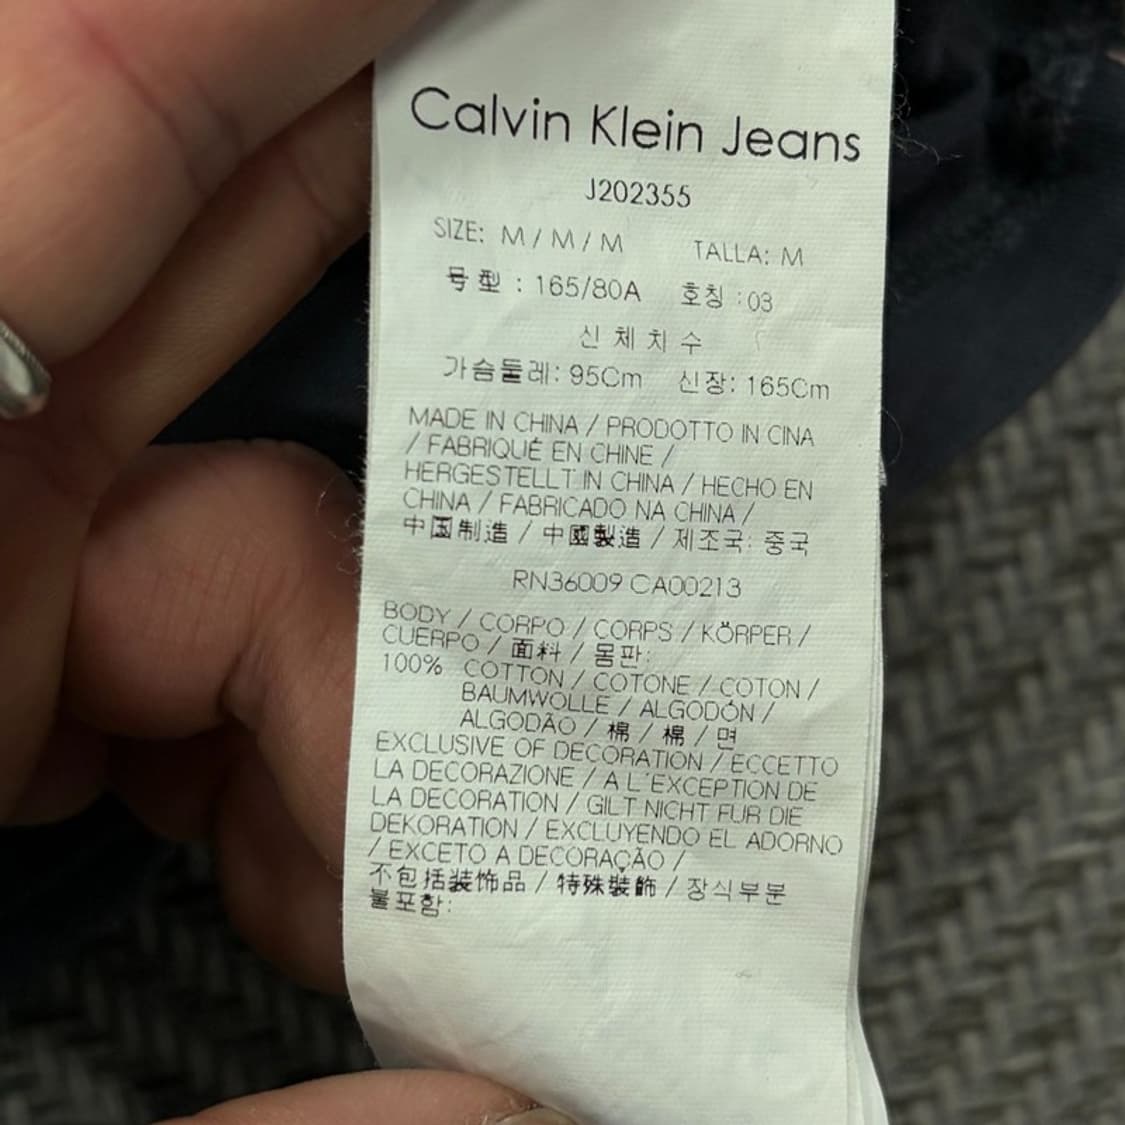 Calvin Klein Jeans
J202355
SIZE: M / M / M TALLA: M
号型 : 165/80A 호칭 :03
신체치수
가슴둘레: 95Cm 신장: 165Cm
MADE IN CHINA / PRODOTTO IN CINA
/ FABRIQUÉ EN CHINE /
HERGESTELLT IN CHINA / HECHO EN
CHINA / FABRICADO NA CHINA /
中国制造 / 中國製造 / 제조국: 중국
RN36009 CA00213
BODY / CORPO / CORPS / KÖRPER /
CUERPO / 面料 / 몸판:
100% COTTON / COTONE / COTON /
BAUMWOLLE / ALGODÓN /
ALGODÃO / 棉 / 棉 / 면
EXCLUSIVE OF DECORATION / ECCETTO
LA DECORAZIONE / A L'EXCEPTION DE
LA DECORATION / GILT NICHT FUR DIE
DEKORATION / EXCLUYENDO EL ADORNO
/ EXCETO A DECORAÇÃO /
不包括装饰品 / 特殊裝飾 / 장식부분
불포함: